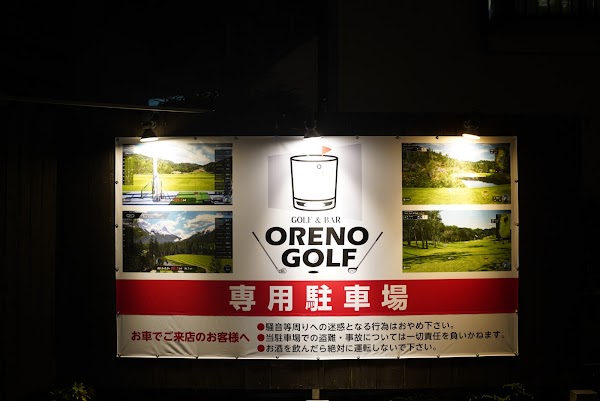 GOLF & BAR
ORENO
GOLF
専用駐車場
お車でご来店のお客様へ
●騒音等周りへの迷惑となる行為はおやめ下さい。
●当駐車場での盗難・事故については一切責任を負いかねます。
●お酒を飲んだら絶対に運転しないで下さい。